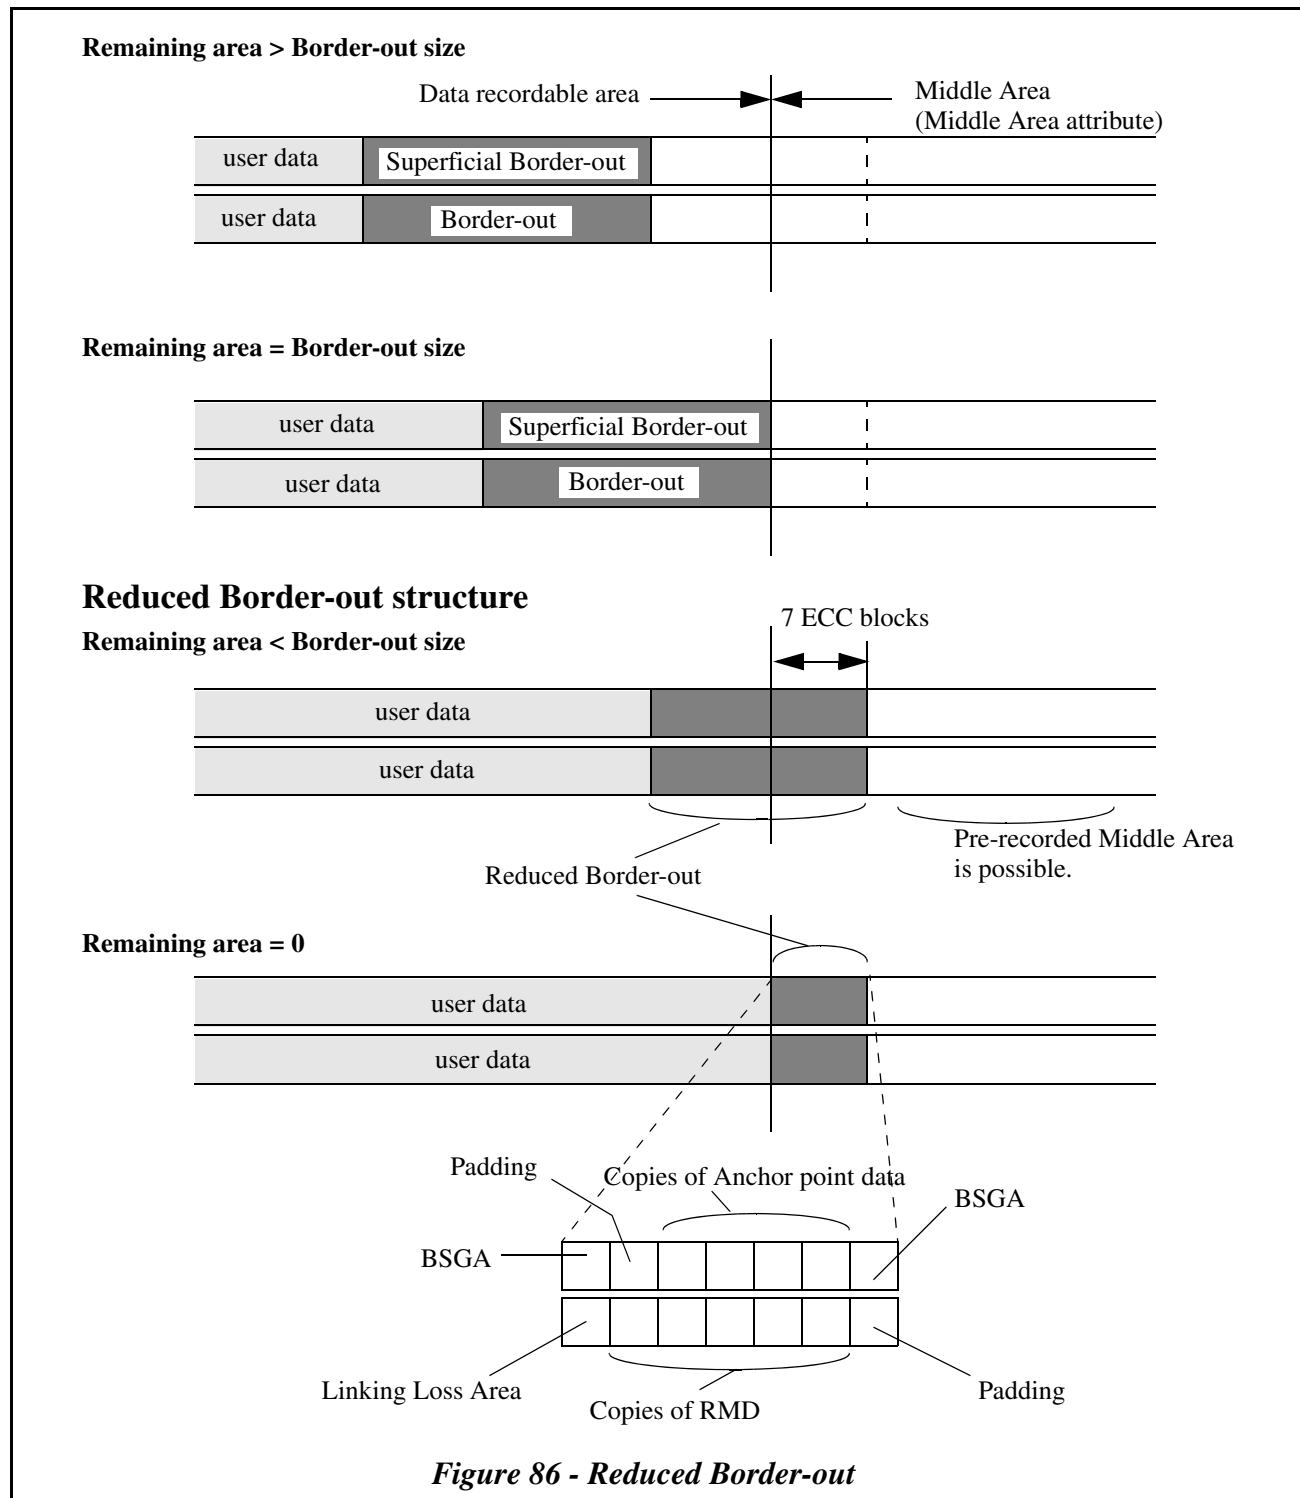 Remaining area > Border-out size
Data recordable area
Middle Area
(Middle Area attribute)
user data
Superficial Border-out
user data
Border-out
Remaining area = Border-out size
user data
Superficial Border-out
user data
Border-out
Reduced Border-out structure
7 ECC blocks
Remaining area < Border-out size
user data
user data
Pre-recorded Middle Area
is possible.
Reduced Border-out
Remaining area = 0
user data
user data
Padding
Copies of Anchor point data
BSGA
BSGA
Linking Loss Area
Padding
Copies of RMD
Figure 86 - Reduced Border-out